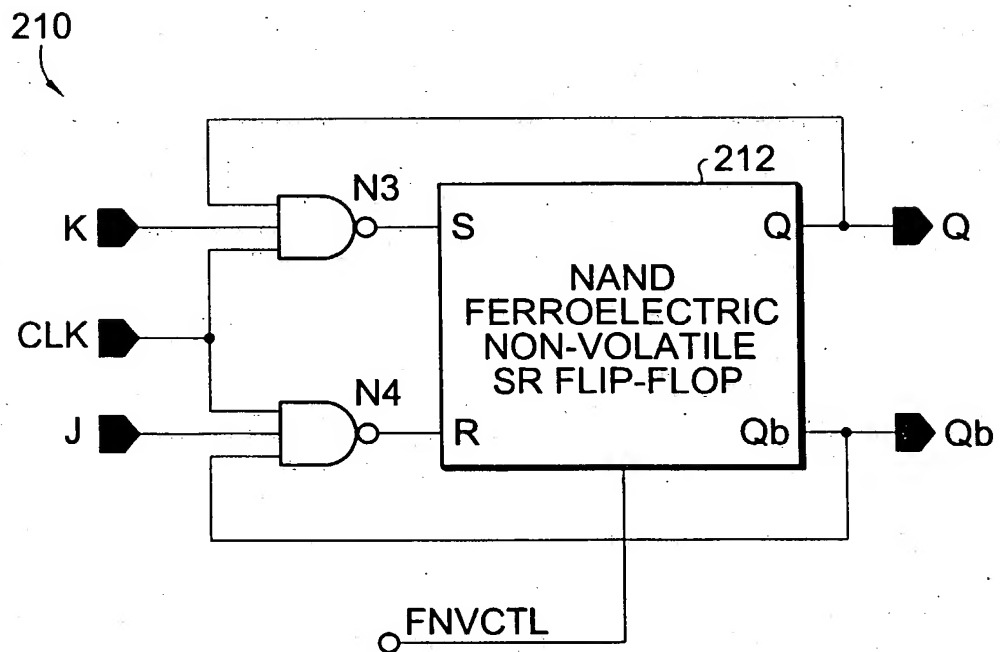 210
212
N3
K
S
Q
Q
NAND
FERROELECTRIC
NON-VOLATILE
SR FLIP-FLOP
CLK
N4
J
R
Qb
Qb
FNVCTL